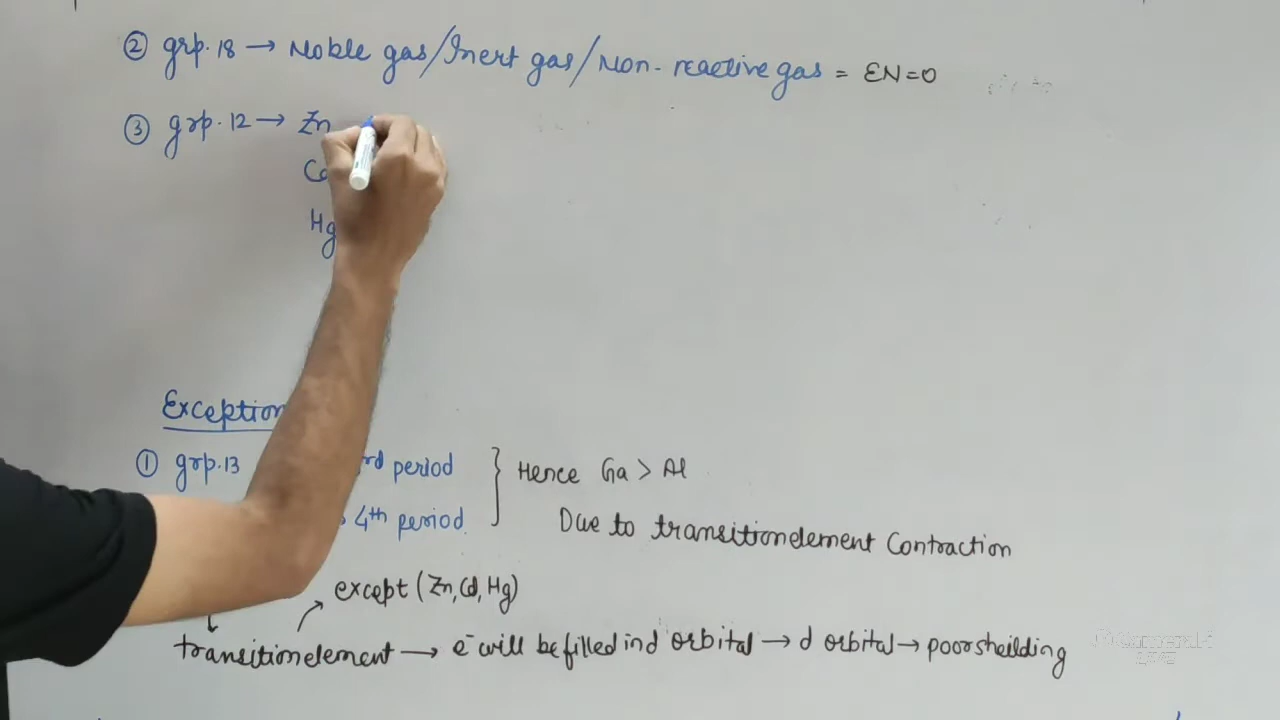 ② grp.18 → Noble gas/Inert gas/Non-reactive gas = EN=0
③ grp.12 → Zn
Hg
Exception
① grp.13 rd period } Hence Ga > Al
4th period. Due to transitionelement Contraction
except (Zn, Cd, Hg)
transitionelement → e⁻ will be filled in d orbital → d orbital → poor sheilding